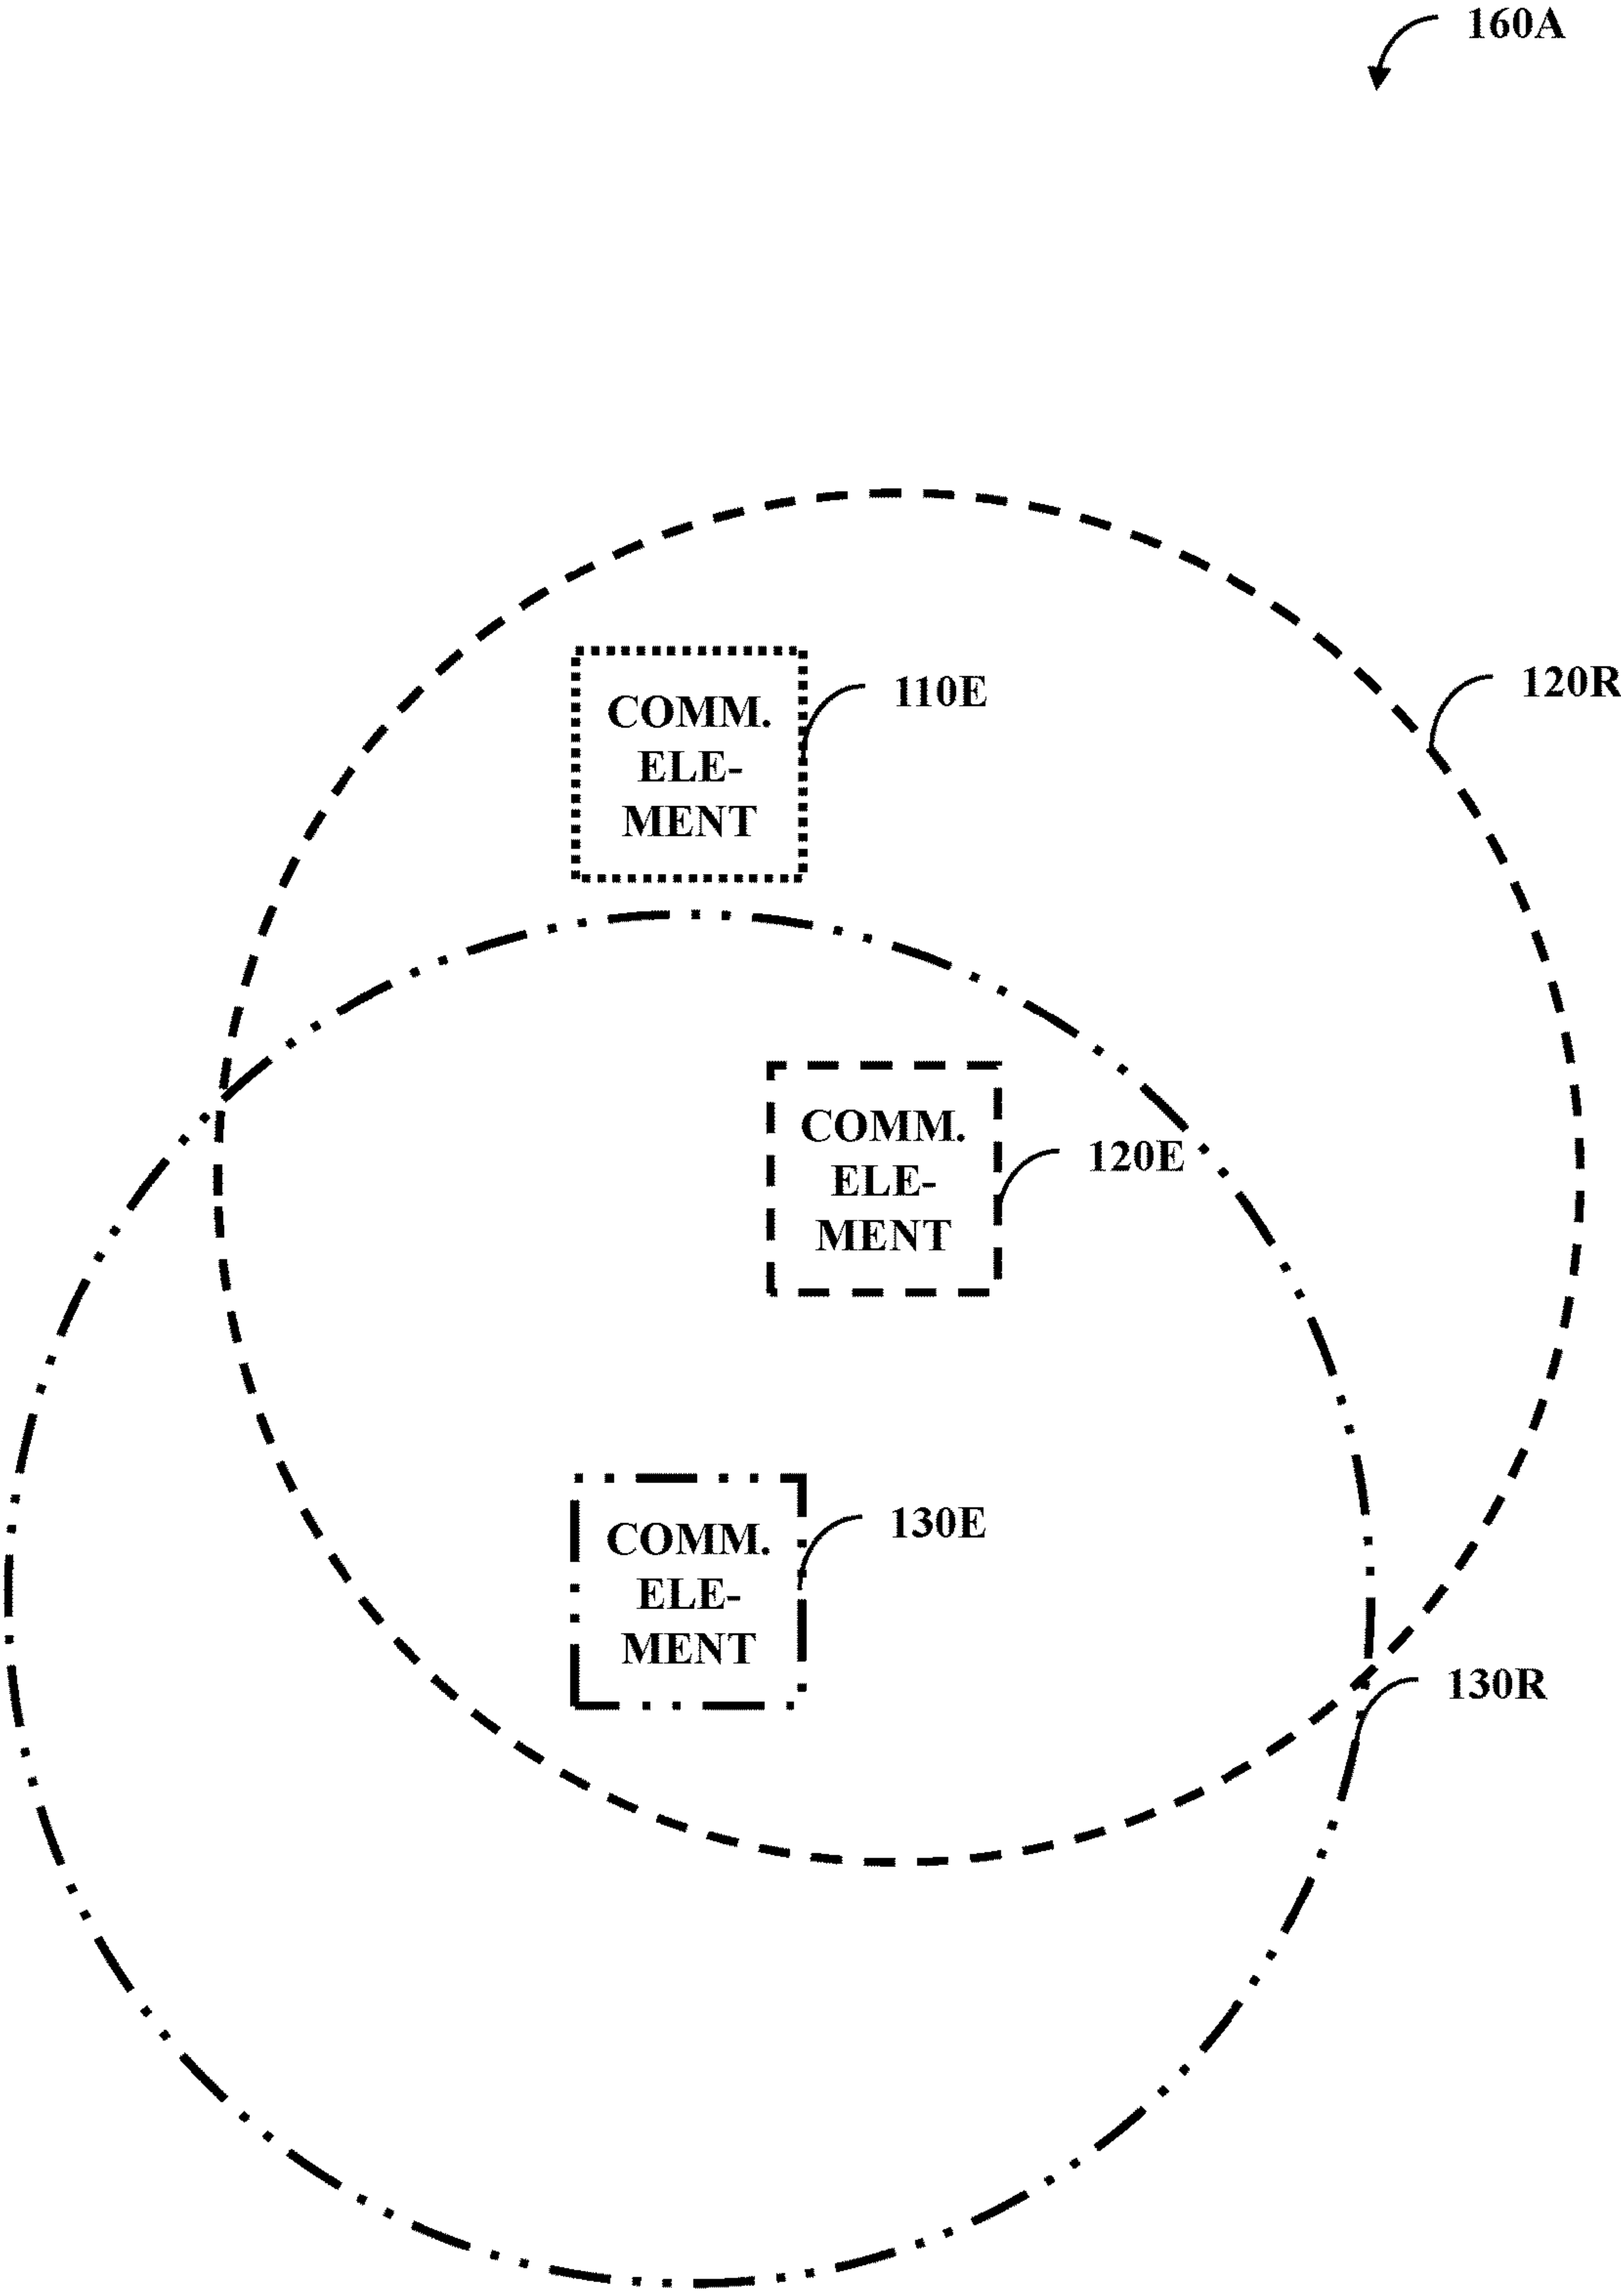 160A
120R
COMM.
ELE-
MENT
110E
COMM.
ELE-
MENT
120E
COMM.
ELE-
MENT
130E
130R